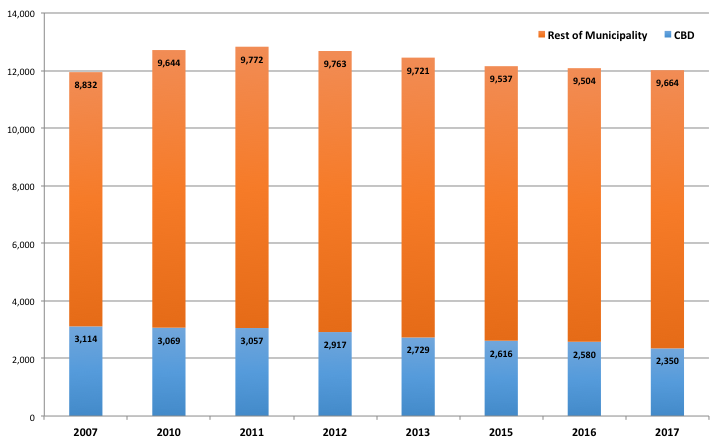 14,000
Rest of Municipality CBD
12,000
10,000
8,000
6,000
4,000
2,000
0
8,832 9,644 9,772 9,763 9,721 9,537 9,504 9,664
3,114 3,069 3,057 2,917 2,729 2,616 2,580 2,350
2007 2010 2011 2012 2013 2015 2016 2017